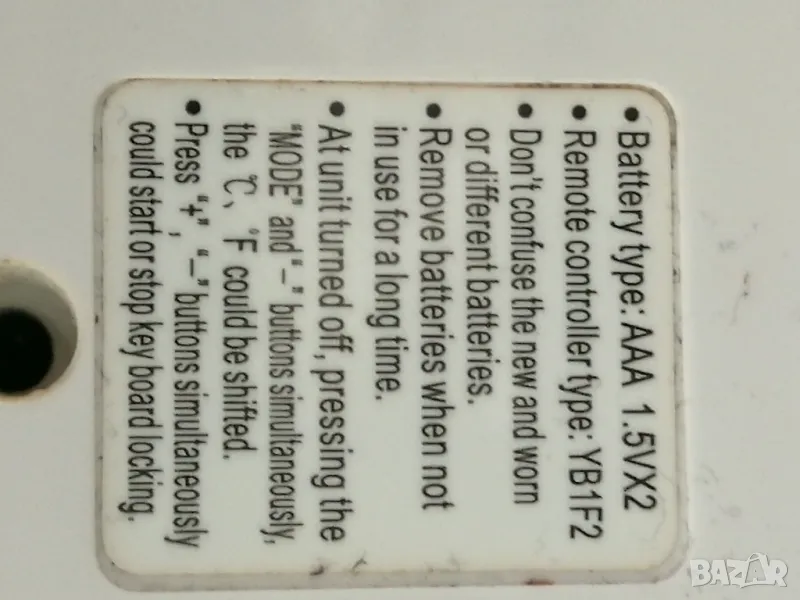 • Battery type: AAA 1.5VX2
• Remote controller type: YB1F2
• Don't confuse the new and worn
or different batteries.
• Remove batteries when not
in use for a long time.
• At unit turned off, pressing the
"MODE" and "–" buttons simultaneously,
the ℃、℉ could be shifted.
• Press "+", "–" buttons simultaneously
could start or stop key board locking.
BAZAR